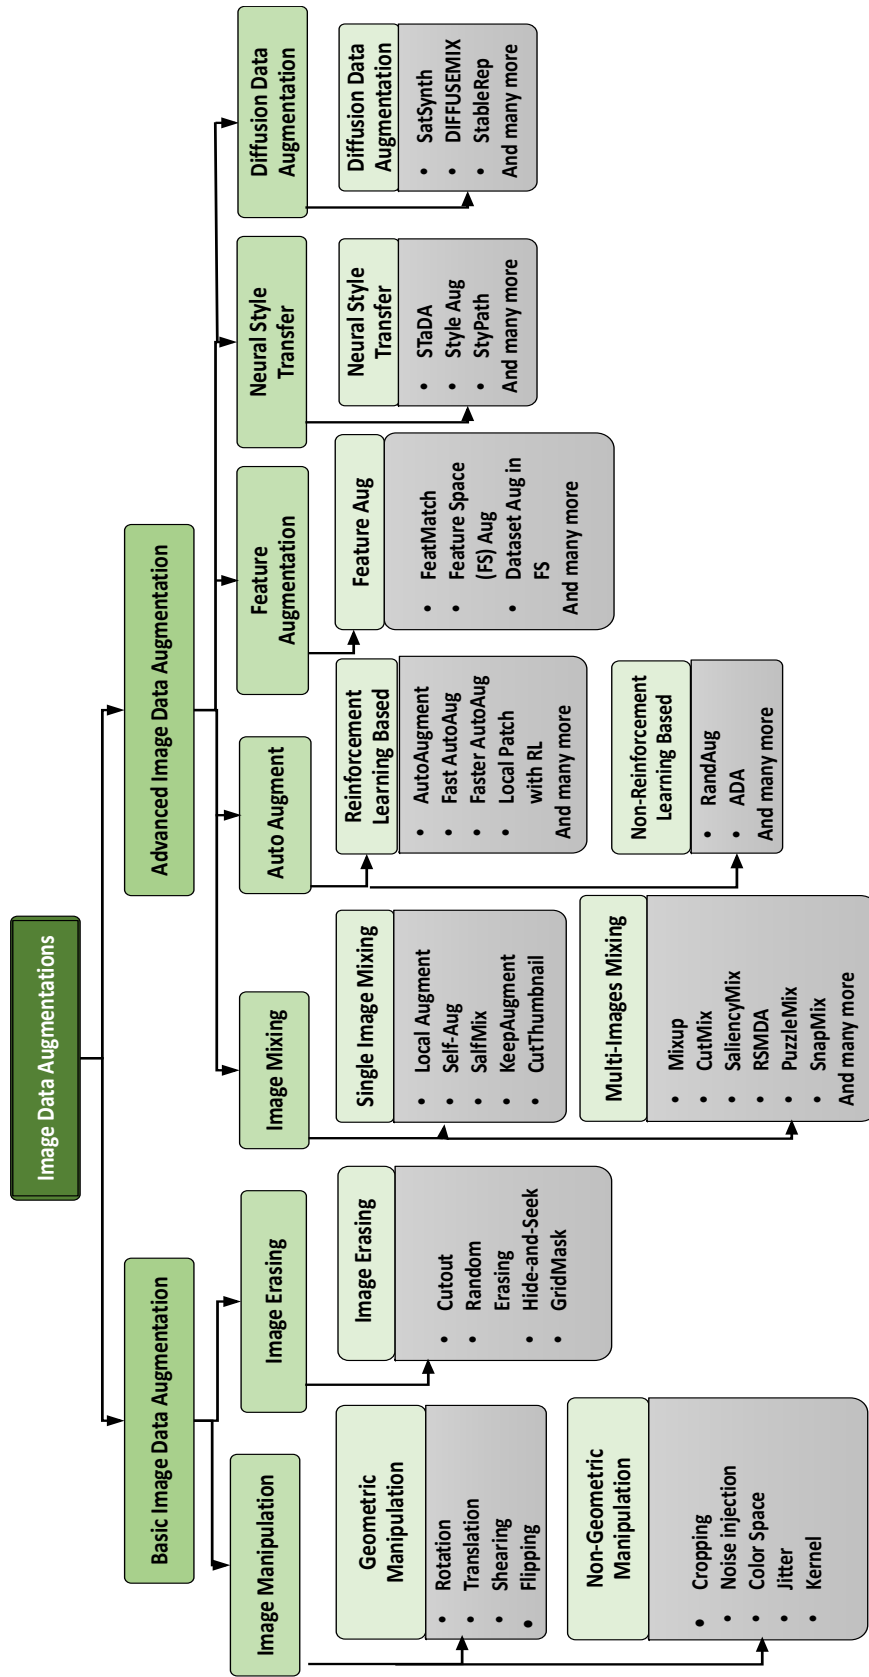 Image Data Augmentations
Basic Image Data Augmentation
Advanced Image Data Augmentation
Image Manipulation
Image Erasing
Image Mixing
Auto Augment
Feature
Augmentation
Neural Style
Transfer
Diffusion Data
Augmentation
Geometric
Manipulation
• Rotation
• Translation
• Shearing
• Flipping
Non-Geometric
Manipulation
• Cropping
• Noise injection
• Color Space
• Jitter
• Kernel
Image Erasing
• Cutout
• Random
Erasing
• Hide-and-Seek
• GridMask
Single Image Mixing
• Local Augment
• Self-Aug
• SalfMix
• KeepAugment
• CutThumbnail
Multi-Images Mixing
• Mixup
• CutMix
• SaliencyMix
• RSMDA
• PuzzleMix
• SnapMix
And many more
Reinforcement
Learning Based
• AutoAugment
• Fast AutoAug
• Faster AutoAug
• Local Patch
with RL
And many more
Non-Reinforcement
Learning Based
• RandAug
• ADA
And many more
Feature Aug
• FeatMatch
• Feature Space
(FS) Aug
• Dataset Aug in
FS
And many more
Neural Style
Transfer
• STaDA
• Style Aug
• StyPath
And many more
Diffusion Data
Augmentation
• SatSynth
• DIFFUSEMIX
• StableRep
And many more